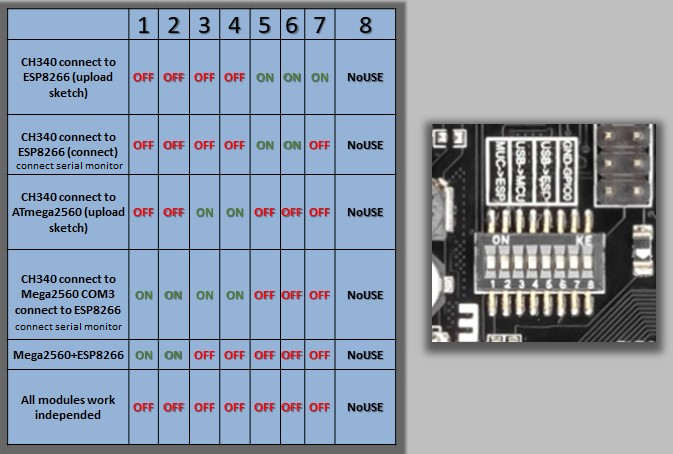 1 2 3 4 5 6 7 8
CH340 connect to
ESP8266 (upload
sketch)
OFF OFF OFF OFF ON ON ON NoUSE
CH340 connect to
ESP8266 (connect)
connect serial monitor
OFF OFF OFF OFF ON ON OFF NoUSE
CH340 connect to
ATmega2560 (upload
sketch)
OFF OFF ON ON OFF OFF OFF NoUSE
CH340 connect to
Mega2560 COM3
connect to ESP8266
connect serial monitor
ON ON ON ON OFF OFF OFF NoUSE
Mega2560+ESP8266
ON ON OFF OFF OFF OFF OFF NoUSE
All modules work
independed
OFF OFF OFF OFF OFF OFF OFF NoUSE
MUC->ESP
USB->MCU
USB->ESP
GND-GPIO0
ON KE
1 2 3 4 5 6 7 8